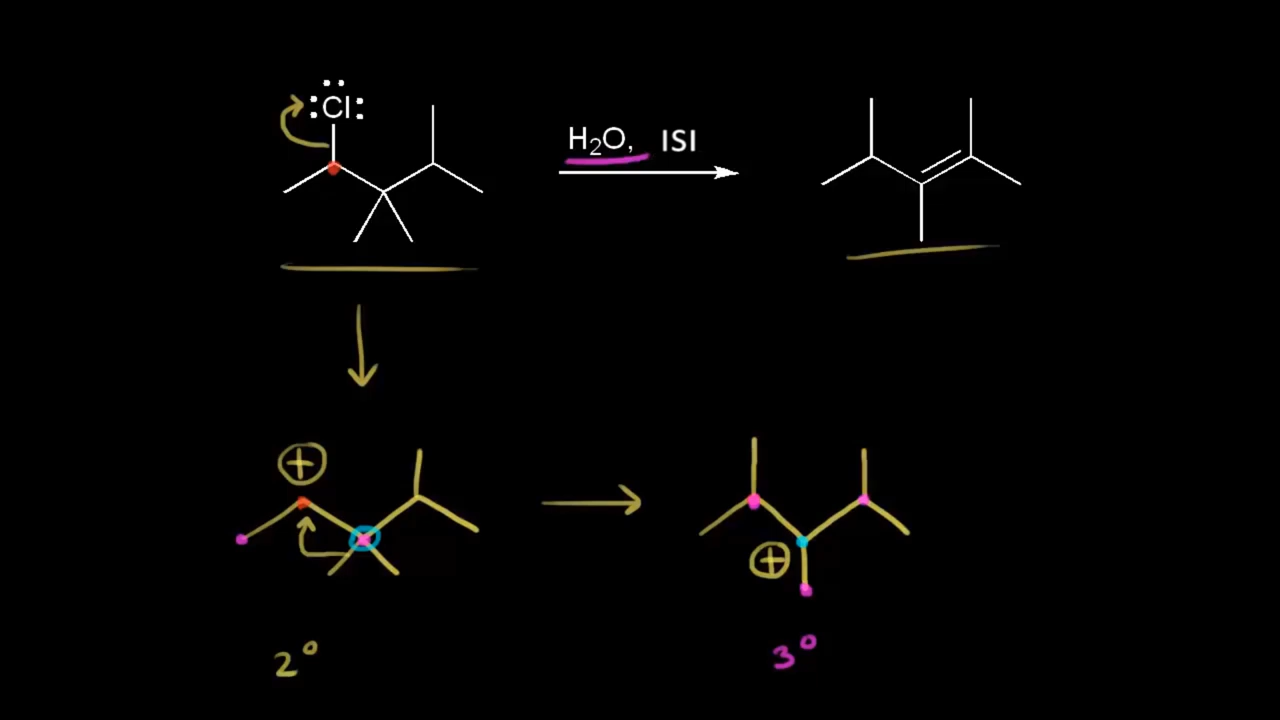 :Cl:
H₂O, ISI
+
+
2°
3°